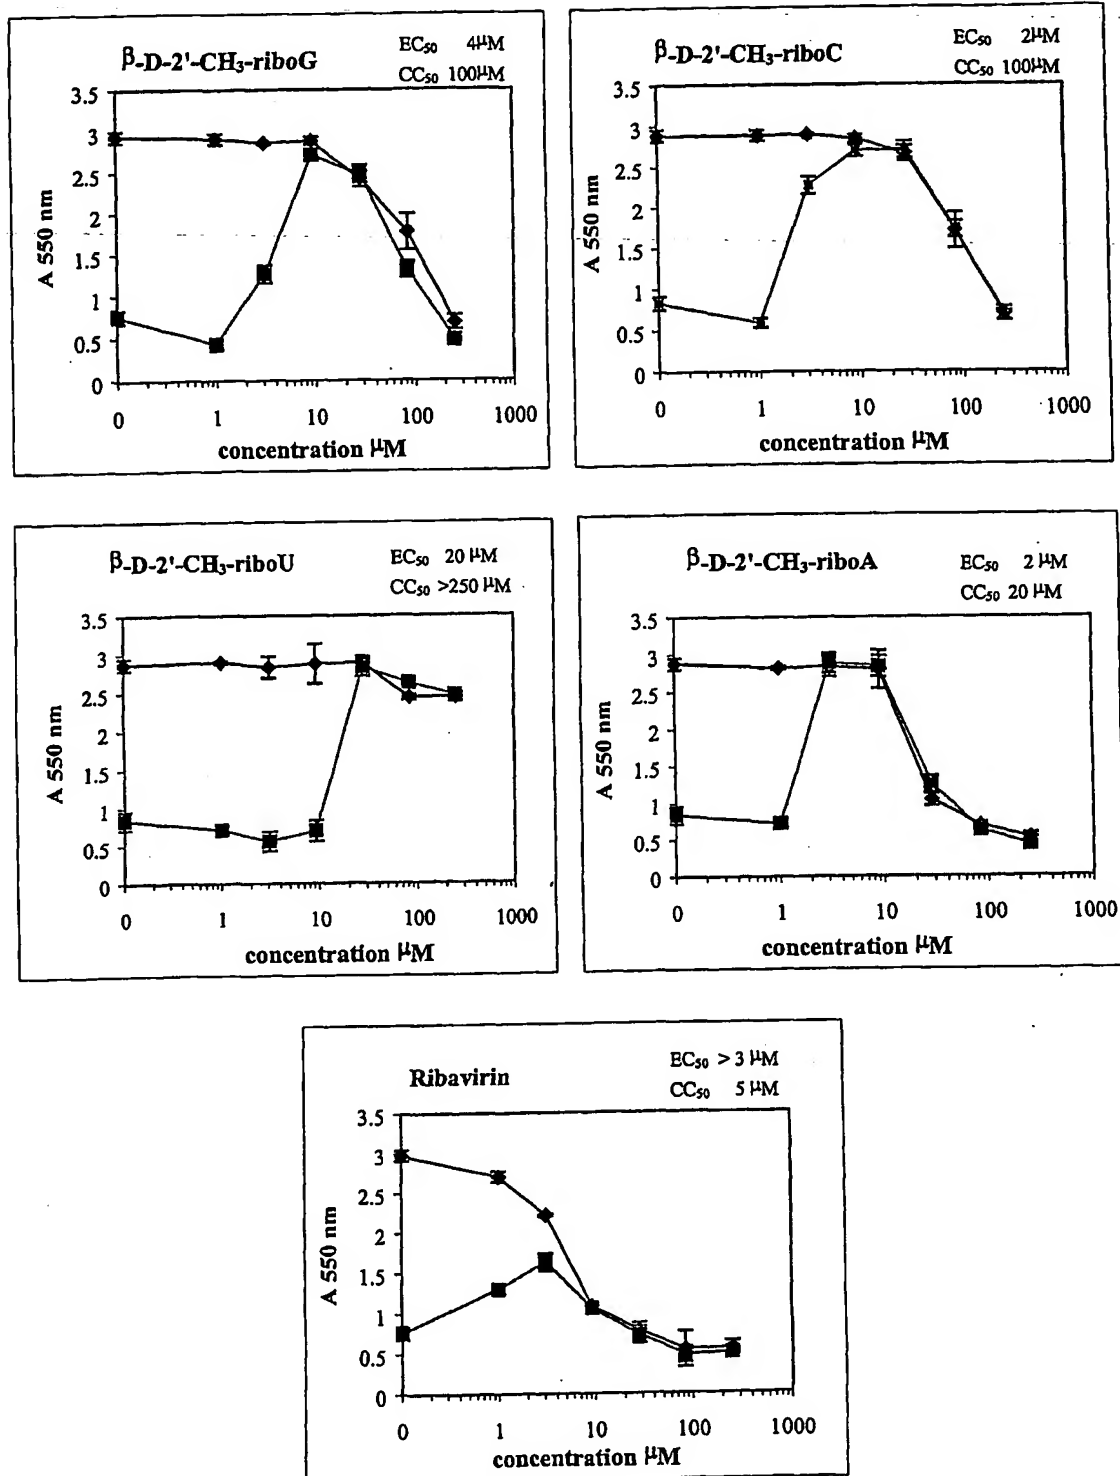 β-D-2'-CH₃-riboG
EC₅₀ 4μM
CC₅₀ 100μM
3.5
3
2.5
2
1.5
1
0.5
0
A 550 nm
0 1 10 100 1000
concentration μM
β-D-2'-CH₃-riboC
EC₅₀ 2μM
CC₅₀ 100μM
3.5
3
2.5
2
1.5
1
0.5
0
A 550 nm
0 1 10 100 1000
concentration μM
β-D-2'-CH₃-riboU
EC₅₀ 20 μM
CC₅₀ >250 μM
3.5
3
2.5
2
1.5
1
0.5
0
A 550 nm
0 1 10 100 1000
concentration μM
β-D-2'-CH₃-riboA
EC₅₀ 2 μM
CC₅₀ 20 μM
3.5
3
2.5
2
1.5
1
0.5
0
A 550 nm
0 1 10 100 1000
concentration μM
Ribavirin
EC₅₀ > 3 μM
CC₅₀ 5 μM
3.5
3
2.5
2
1.5
1
0.5
0
A 550 nm
0 1 10 100 1000
concentration μM